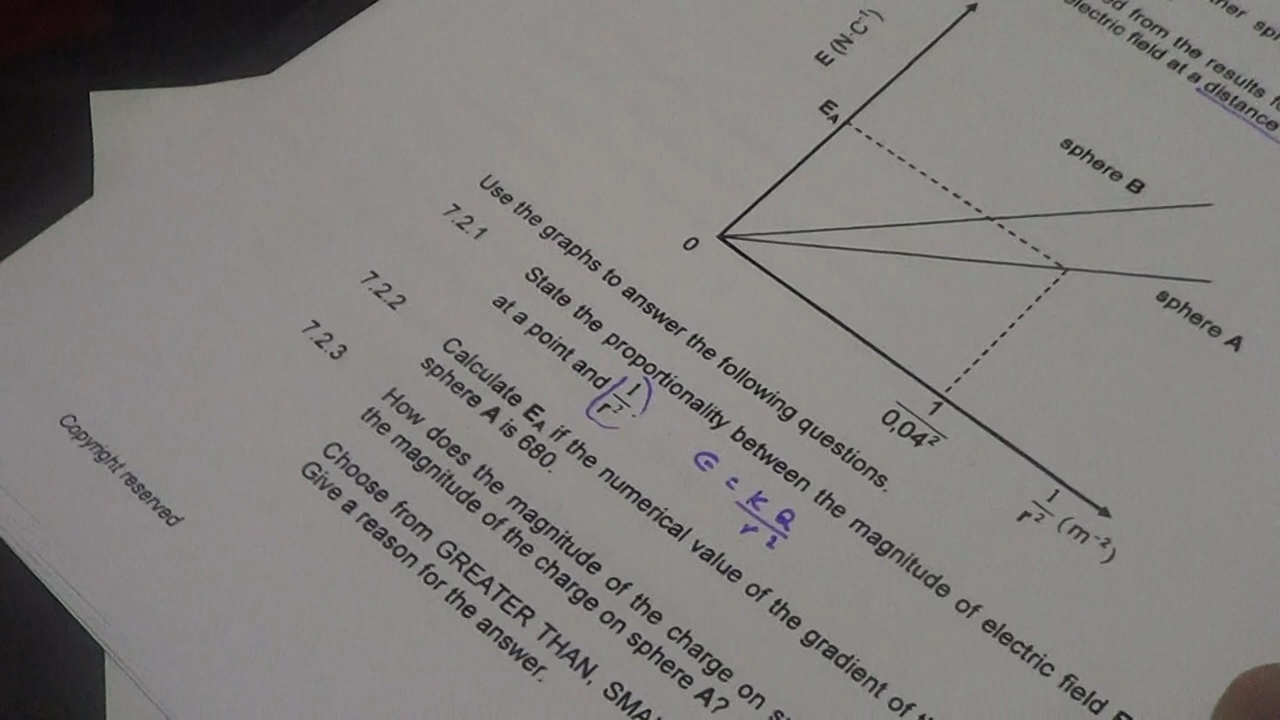 her
ed from the results
electric field at a distance
E (N·C⁻¹)
E_A
sphere B
0
sphere A
1/0,04²
1/r² (m⁻²)
Use the graphs to answer the following questions.
7.2.1 State the proportionality between the magnitude of electric field
at a point and (1/r²).
E = KQ/r²
7.2.2 Calculate E_A if the numerical value of the gradient of
sphere A is 680.
7.2.3 How does the magnitude of the charge on
the magnitude of the charge on sphere A?
Choose from GREATER THAN,
Give a reason for the answer.
Copyright reserved